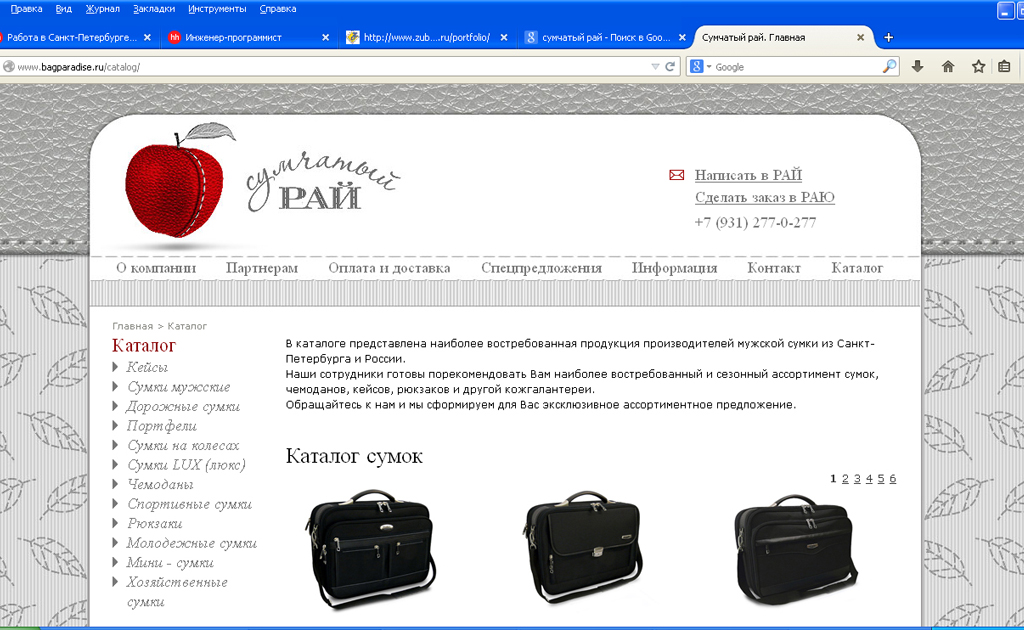 Правка Вид Журнал Закладки Инструменты Справка
Работа в Санкт-Петербурге... hh Инженер-программист http://www.zub...ru/portfolio/ 8 сумчатый рай - Поиск в Goo... Сумчатый рай. Главная
www.bagparadise.ru/catalog/ 8 Google
сумчатый
РАЙ
Написать в РАЙ
Сделать заказ в РАЮ
+7 (931) 277-0-277
О компании Партнерам Оплата и доставка Спецпредложения Информация Контакт Каталог
Главная > Каталог
Каталог
Кейсы
Сумки мужские
Дорожные сумки
Портфели
Сумки на колесах
Сумки LUX (люкс)
Чемоданы
Спортивные сумки
Рюкзаки
Молодежные сумки
Мини - сумки
Хозяйственные
сумки
В каталоге представлена наиболее востребованная продукция производителей мужской сумки из Санкт-
Петербурга и России.
Наши сотрудники готовы порекомендовать Вам наиболее востребованный и сезонный ассортимент сумок,
чемоданов, кейсов, рюкзаков и другой кожгалантереи.
Обращайтесь к нам и мы сформируем для Вас эксклюзивное ассортиментное предложение.
Каталог сумок
1 2 3 4 5 6